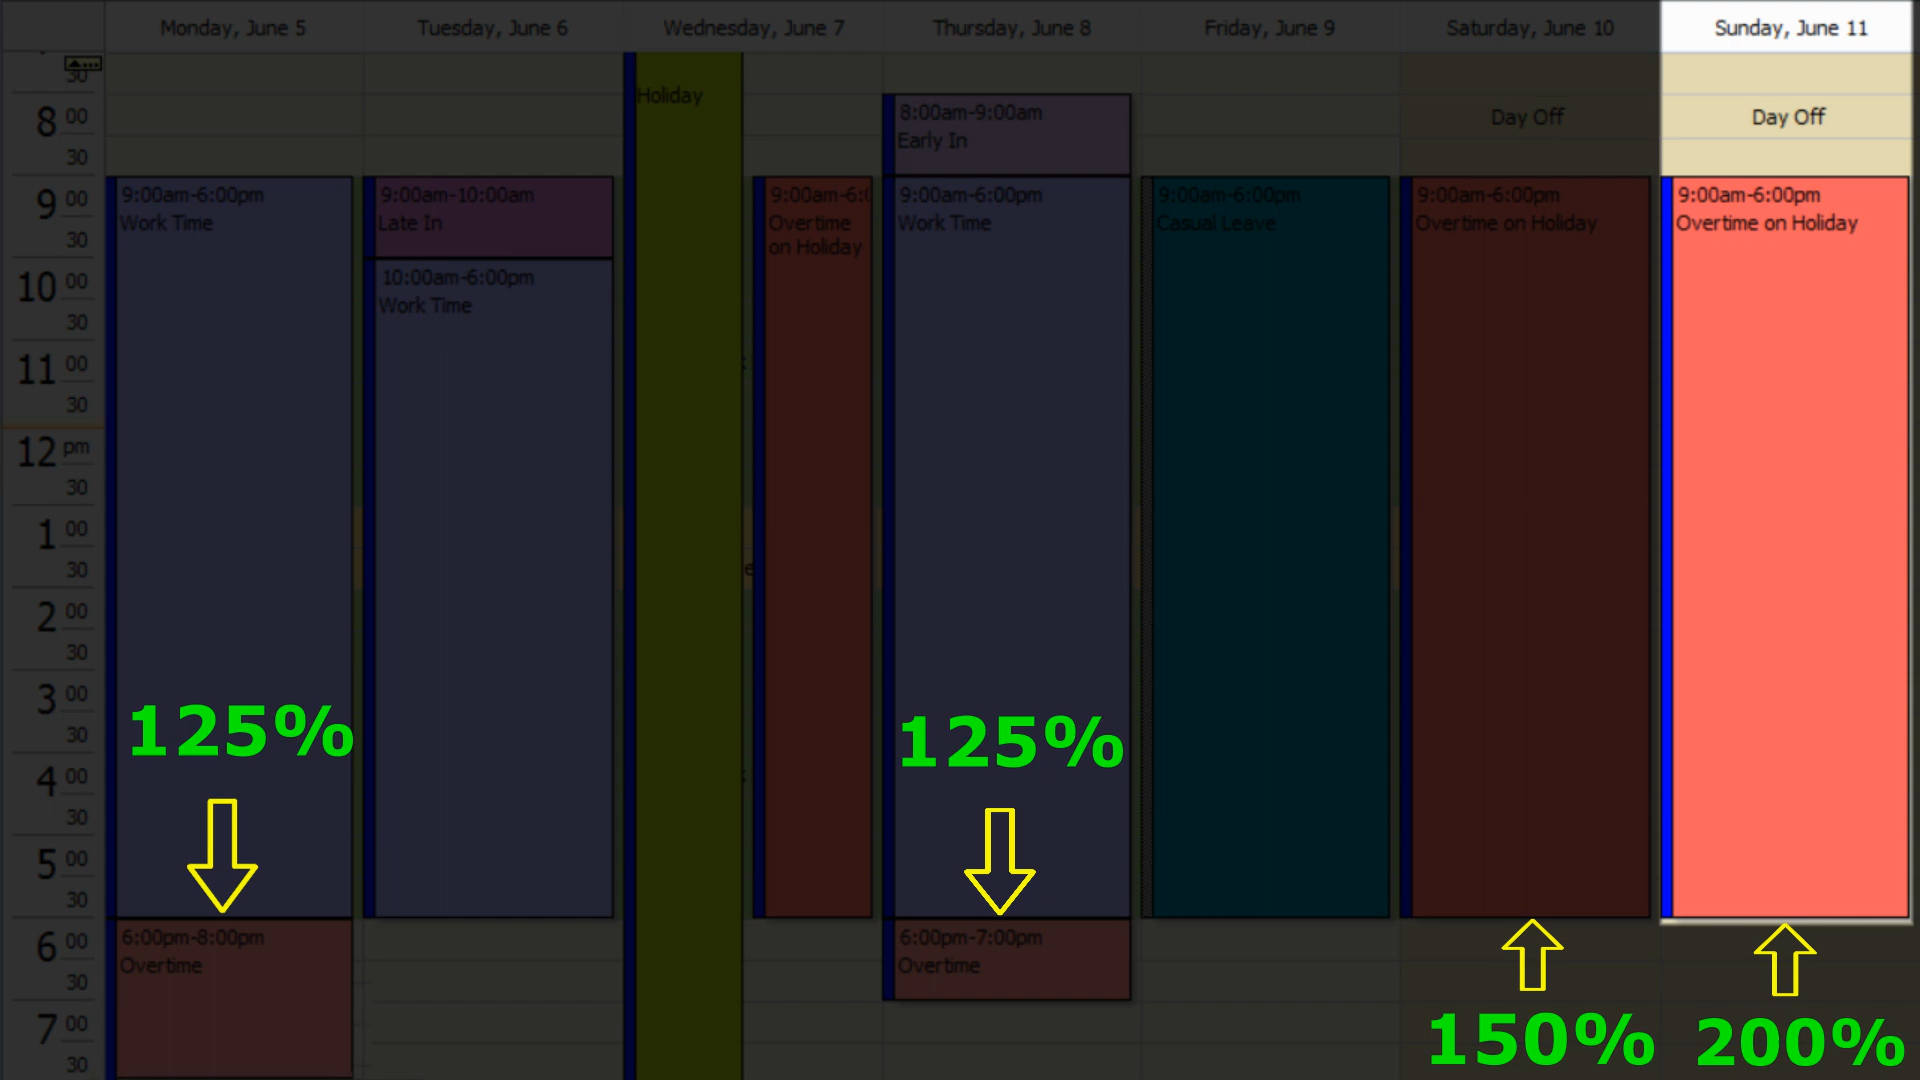 Monday, June 5
Tuesday, June 6
Wednesday, June 7
Thursday, June 8
Friday, June 9
Saturday, June 10
Sunday, June 11
30
8 00
30
9 00
30
10 00
30
11 00
30
12 pm
30
1 00
30
2 00
30
3 00
30
4 00
30
5 00
30
6 00
30
7 00
30
9:00am-6:00pm
Work Time
125%
6:00pm-8:00pm
Overtime
9:00am-10:00am
Late In
10:00am-6:00pm
Work Time
Holiday
9:00am-6:0
Overtime
on Holiday
8:00am-9:00am
Early In
9:00am-6:00pm
Work Time
125%
6:00pm-7:00pm
Overtime
9:00am-6:00pm
Casual Leave
Day Off
9:00am-6:00pm
Overtime on Holiday
150%
Day Off
9:00am-6:00pm
Overtime on Holiday
200%